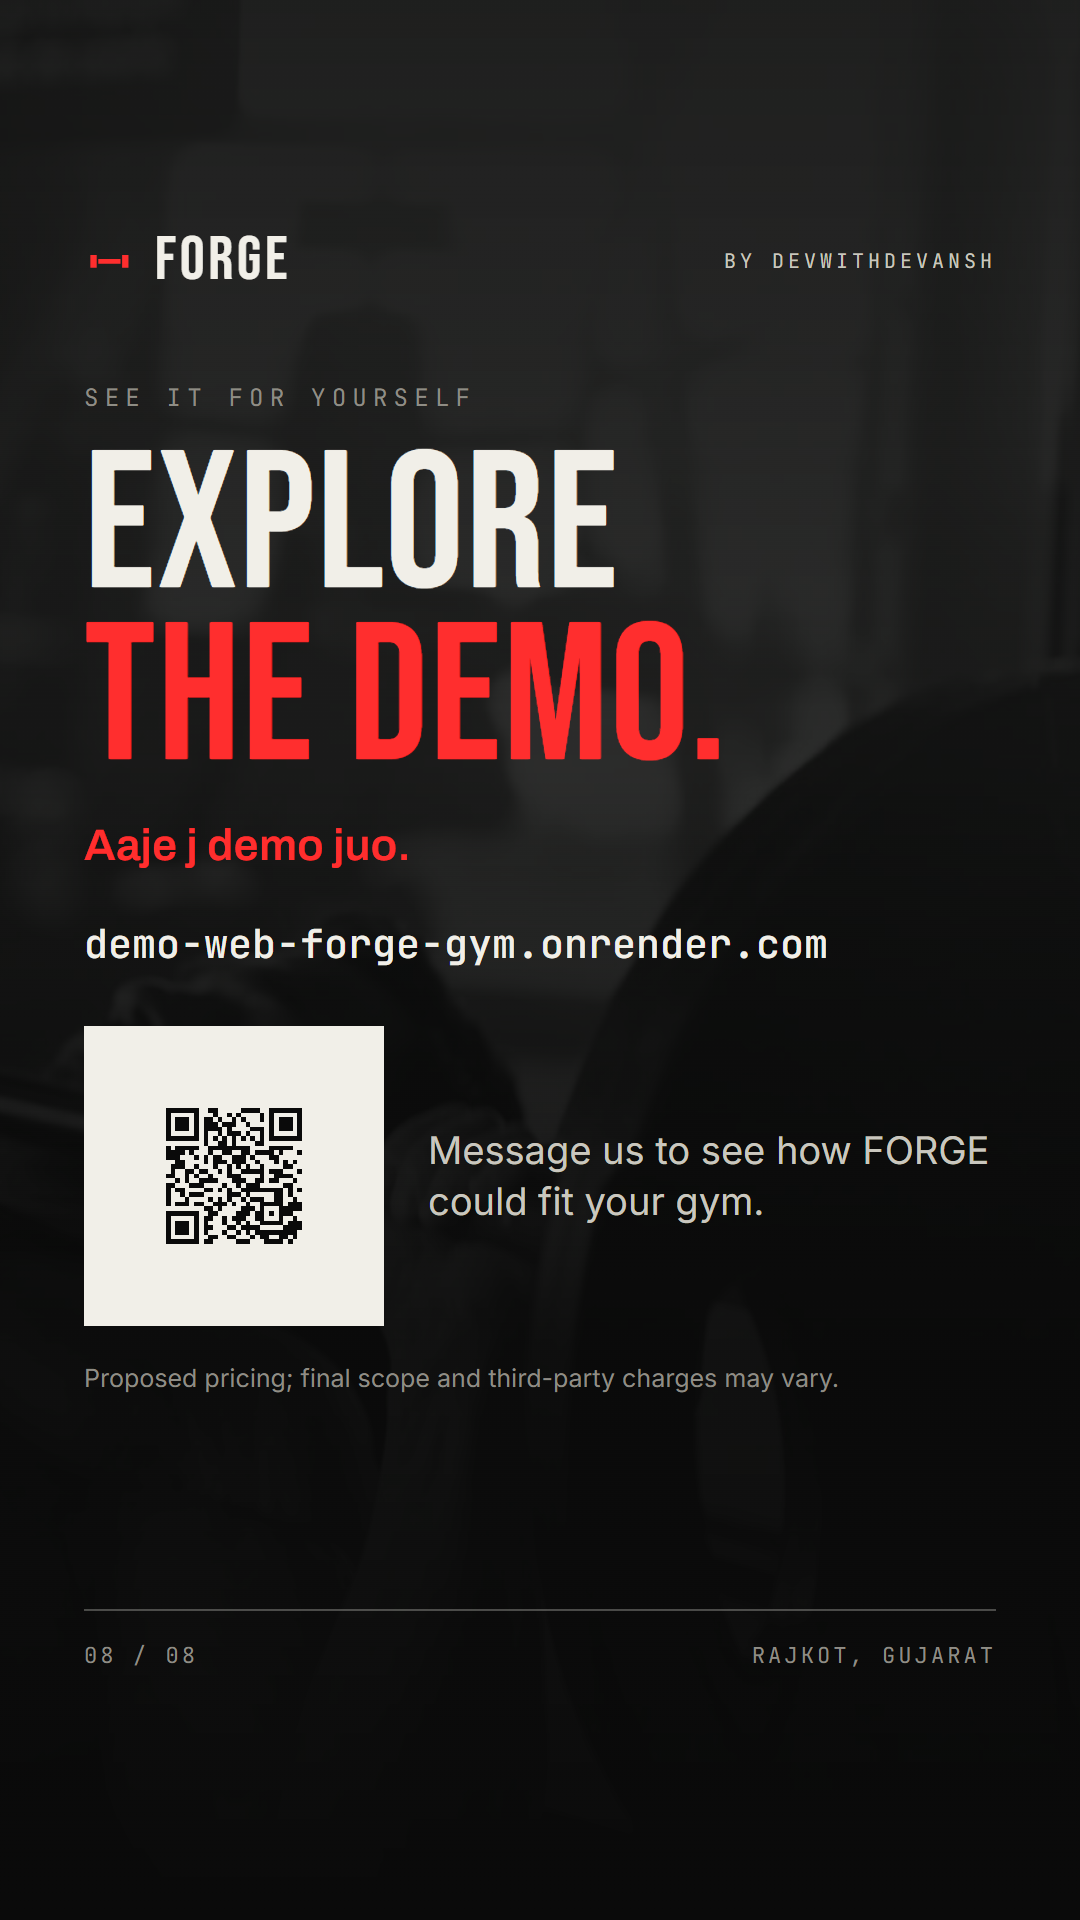 FORGE
BY DEVWITHDEVANSH
SEE IT FOR YOURSELF
EXPLORE
THE DEMO.
Aaje j demo juo.
demo-web-forge-gym.onrender.com
Message us to see how FORGE
could fit your gym.
Proposed pricing; final scope and third-party charges may vary.
08 / 08
RAJKOT, GUJARAT